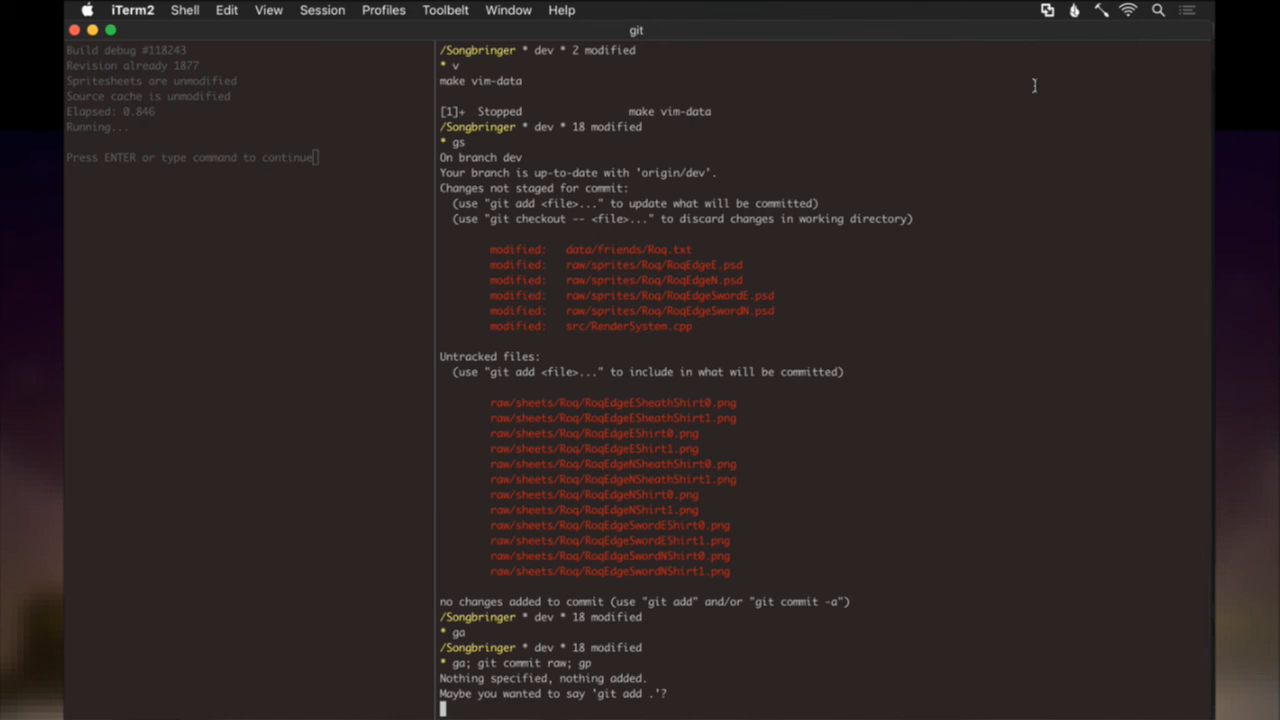 iTerm2 Shell Edit View Session Profiles Toolbelt Window Help
git
Build debug #118243
Revision already 1877
Spritesheets are unmodified
Source cache is unmodified
Elapsed: 0.846
Running...
Press ENTER or type command to continue
/Songbringer * dev * 2 modified
* v
make vim-data
[1]+  Stopped                 make vim-data
/Songbringer * dev * 18 modified
* gs
On branch dev
Your branch is up-to-date with 'origin/dev'.
Changes not staged for commit:
  (use "git add <file>..." to update what will be committed)
  (use "git checkout -- <file>..." to discard changes in working directory)
        modified:   data/friends/Roq.txt
        modified:   raw/sprites/Roq/RoqEdgeE.psd
        modified:   raw/sprites/Roq/RoqEdgeN.psd
        modified:   raw/sprites/Roq/RoqEdgeSwordE.psd
        modified:   raw/sprites/Roq/RoqEdgeSwordN.psd
        modified:   src/RenderSystem.cpp
Untracked files:
  (use "git add <file>..." to include in what will be committed)
        raw/sheets/Roq/RoqEdgeESheathShirt0.png
        raw/sheets/Roq/RoqEdgeESheathShirt1.png
        raw/sheets/Roq/RoqEdgeEShirt0.png
        raw/sheets/Roq/RoqEdgeEShirt1.png
        raw/sheets/Roq/RoqEdgeNSheathShirt0.png
        raw/sheets/Roq/RoqEdgeNSheathShirt1.png
        raw/sheets/Roq/RoqEdgeNShirt0.png
        raw/sheets/Roq/RoqEdgeNShirt1.png
        raw/sheets/Roq/RoqEdgeSwordEShirt0.png
        raw/sheets/Roq/RoqEdgeSwordEShirt1.png
        raw/sheets/Roq/RoqEdgeSwordNShirt0.png
        raw/sheets/Roq/RoqEdgeSwordNShirt1.png
no changes added to commit (use "git add" and/or "git commit -a")
/Songbringer * dev * 18 modified
* ga
/Songbringer * dev * 18 modified
* ga; git commit raw; gp
Nothing specified, nothing added.
Maybe you wanted to say 'git add .'?